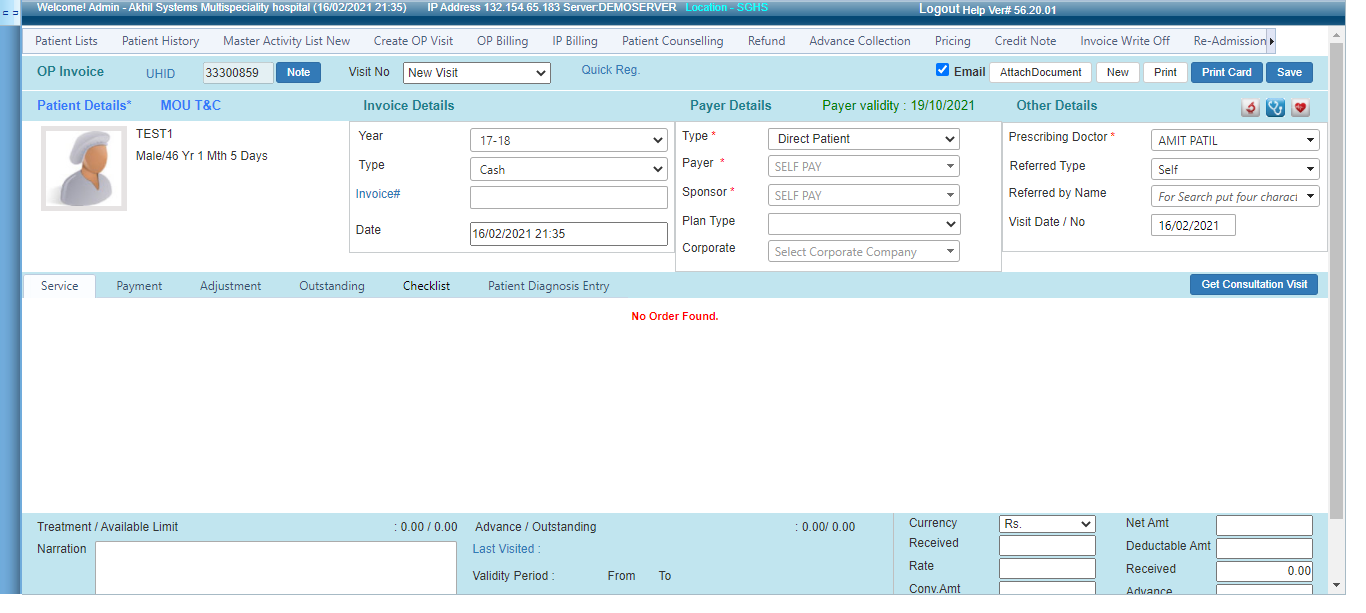 Welcome! Admin - Akhil Systems Multispeciality hospital (16/02/2021 21:35) IP Address 132.154.65.183 Server:DEMOSERVER Location - SGHS Logout Help Ver# 56.20.01
Patient Lists Patient History Master Activity List New Create OP Visit OP Billing IP Billing Patient Counselling Refund Advance Collection Pricing Credit Note Invoice Write Off Re-Admission
OP Invoice UHID 33300859 Note Visit No New Visit Quick Reg. Email AttachDocument New Print Print Card Save
Patient Details* MOU T&C Invoice Details Payer Details Payer validity : 19/10/2021 Other Details
TEST1
Male/46 Yr 1 Mth 5 Days
Year 17-18
Type Cash
Invoice#
Date 16/02/2021 21:35
Type * Direct Patient
Payer * SELF PAY
Sponsor * SELF PAY
Plan Type
Corporate Select Corporate Company
Prescribing Doctor * AMIT PATIL
Referred Type Self
Referred by Name For Search put four charact
Visit Date / No 16/02/2021
Service Payment Adjustment Outstanding Checklist Patient Diagnosis Entry Get Consultation Visit
No Order Found.
Treatment / Available Limit : 0.00 / 0.00 Advance / Outstanding : 0.00/ 0.00
Narration Last Visited :
Validity Period : From To
Currency Rs.
Received
Rate
Conv.Amt
Net Amt
Deductable Amt
Received 0.00
Advance